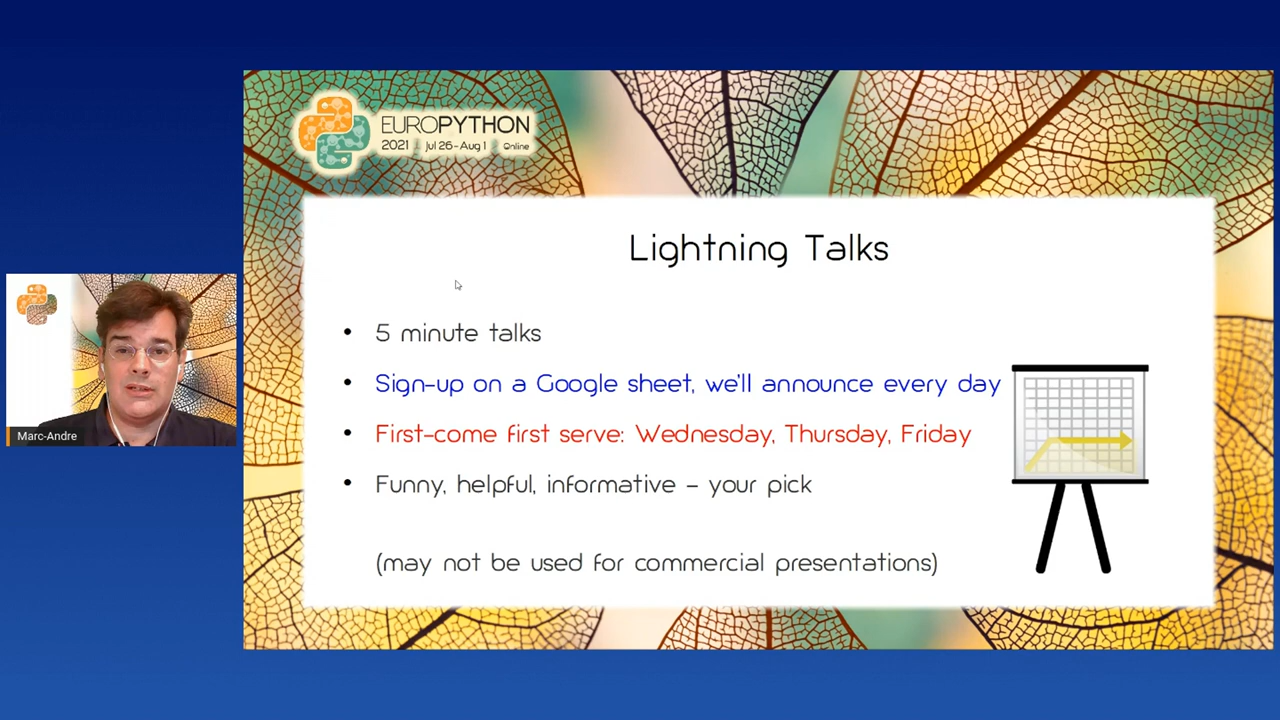 EUROPYTHON
2021 Jul 26-Aug 1 Online
Lightning Talks
• 5 minute talks
• Sign-up on a Google sheet, we'll announce every day
• First-come first serve: Wednesday, Thursday, Friday
• Funny, helpful, informative – your pick
(may not be used for commercial presentations)
Marc-Andre